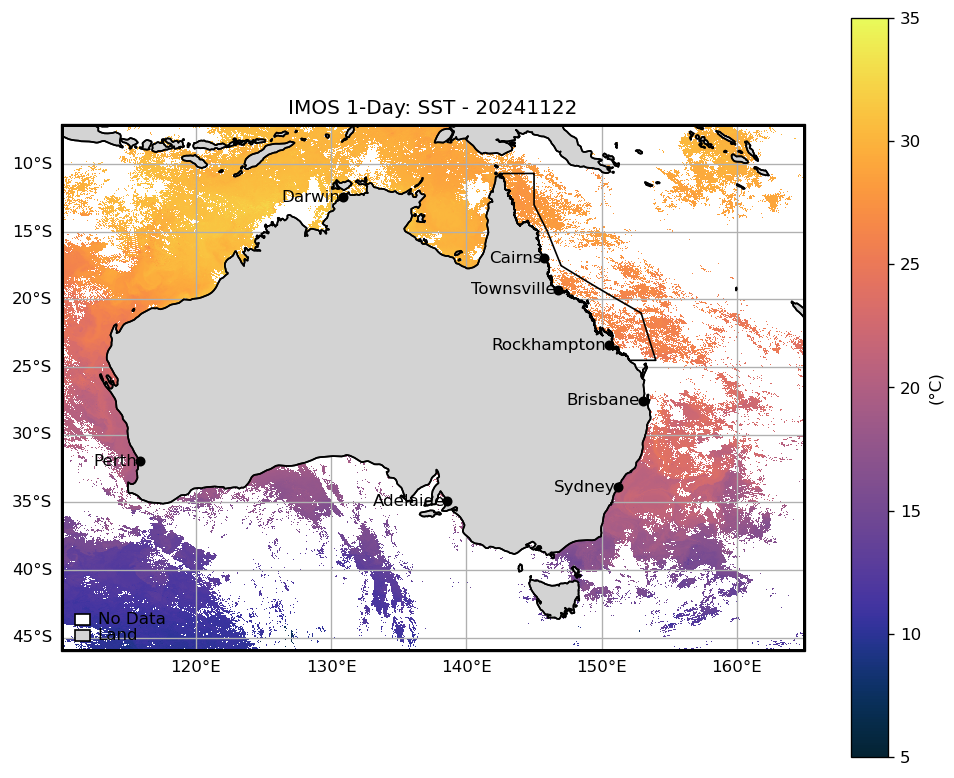 IMOS 1-Day: SST - 20241122
35
30
25
20
15
10
5
(°C)
10°S
15°S
20°S
25°S
30°S
35°S
40°S
45°S
Darwin
Cairns
Townsville
Rockhampton
Brisbane
Perth
Sydney
Adelaide
No Data
Land
120°E
130°E
140°E
150°E
160°E